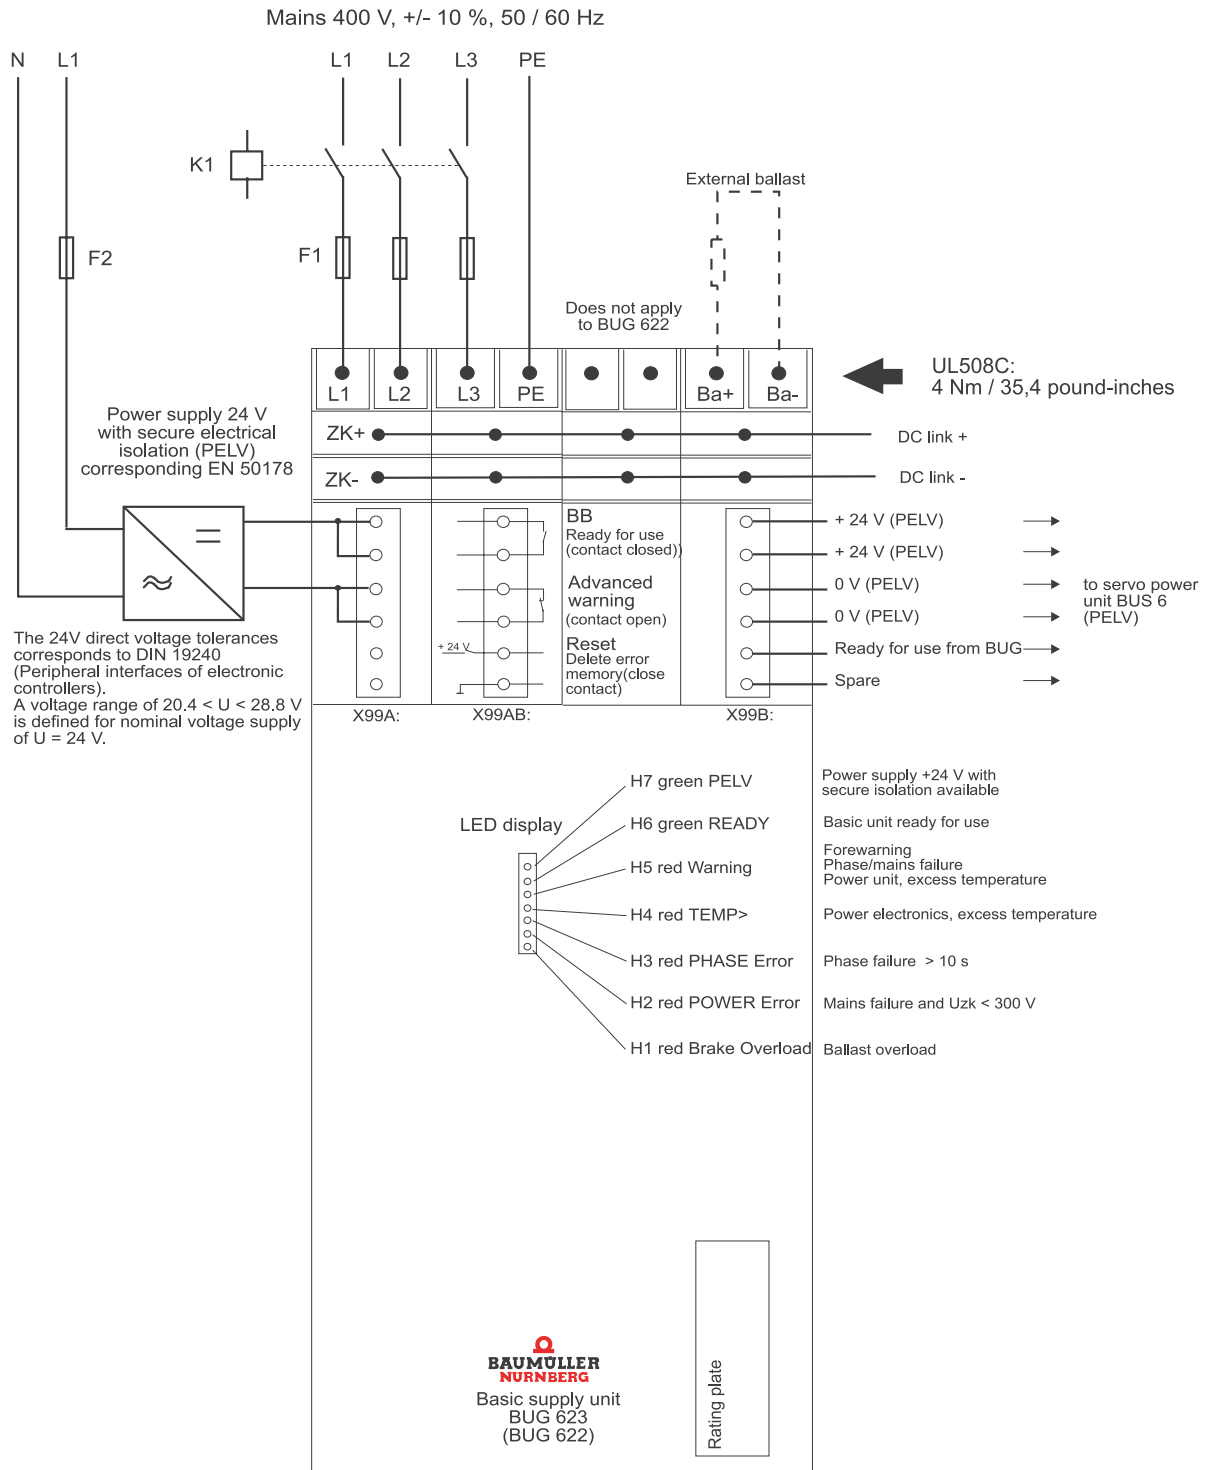 Mains 400 V, +/- 10 %, 50 / 60 Hz
N L1 L1 L2 L3 PE
K1
External ballast
F2 F1
Does not apply
to BUG 622
UL508C:
4 Nm / 35,4 pound-inches
L1 L2 L3 PE Ba+ Ba-
Power supply 24 V
with secure electrical
isolation (PELV)
corresponding EN 50178
ZK+ DC link +
ZK- DC link -
BB
Ready for use
(contact closed))
Advanced
warning
(contact open)
Reset
Delete error
memory(close
contact)
+ 24 V
+ 24 V (PELV)
+ 24 V (PELV)
0 V (PELV)
0 V (PELV)
Ready for use from BUG
Spare
to servo power
unit BUS 6
(PELV)
The 24V direct voltage tolerances
corresponds to DIN 19240
(Peripheral interfaces of electronic
controllers).
A voltage range of 20.4 < U < 28.8 V
is defined for nominal voltage supply
of U = 24 V.
X99A: X99AB: X99B:
LED display
H7 green PELV
Power supply +24 V with
secure isolation available
H6 green READY
Basic unit ready for use
H5 red Warning
Forewarning
Phase/mains failure
Power unit, excess temperature
H4 red TEMP>
Power electronics, excess temperature
H3 red PHASE Error
Phase failure > 10 s
H2 red POWER Error
Mains failure and Uzk < 300 V
H1 red Brake Overload
Ballast overload
BAUMÜLLER
NÜRNBERG
Basic supply unit
BUG 623
(BUG 622)
Rating plate